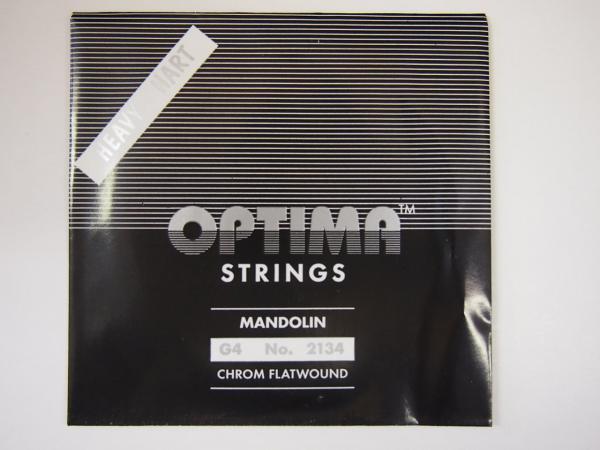 HEAVY HART
OPTIMA™
STRINGS
MANDOLIN
G4 No. 2134
CHROM FLATWOUND